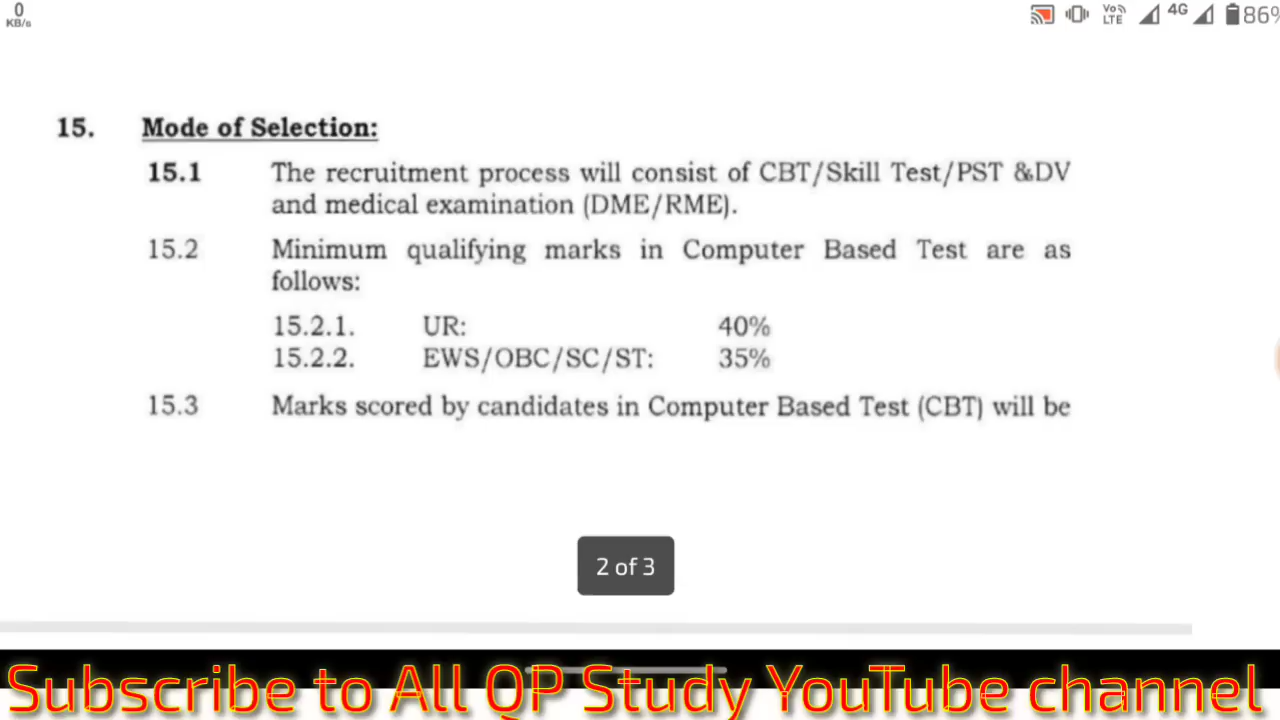 0
KB/s
Vo
LTE
4G
86%
15. Mode of Selection:
15.1 The recruitment process will consist of CBT/Skill Test/PST &DV
and medical examination (DME/RME).
15.2 Minimum qualifying marks in Computer Based Test are as
follows:
15.2.1. UR: 40%
15.2.2. EWS/OBC/SC/ST: 35%
15.3 Marks scored by candidates in Computer Based Test (CBT) will be
2 of 3
Subscribe to All QP Study YouTube channel